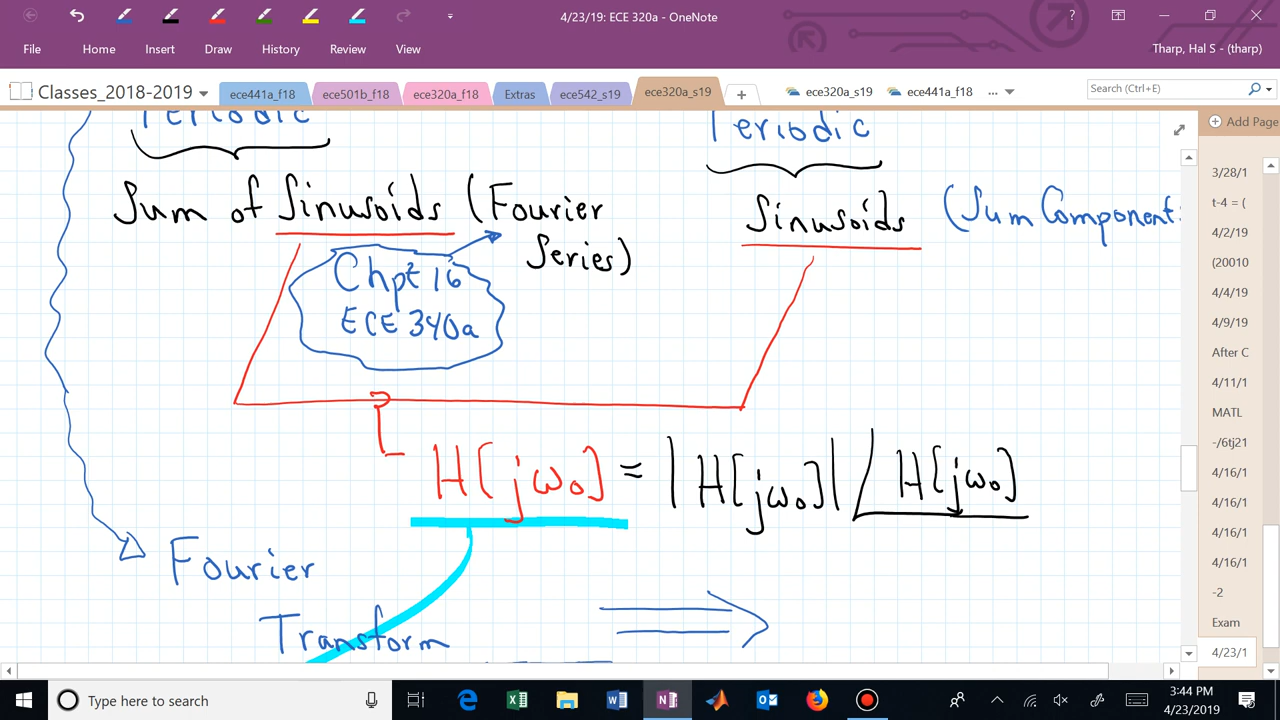 4/23/19: ECE 320a - OneNote
File Home Insert Draw History Review View
Tharp, Hal S - (tharp)
Classes_2018-2019
ece441a_f18 ece501b_f18 ece320a_f18 Extras ece542_s19 ece320a_s19
ece320a_s19 ece441a_f18 ...
Search (Ctrl+E)
Add Page
3/28/1
t-4 = (
4/2/19
(20010
4/4/19
4/9/19
After C
4/11/1
MATL
-/6tj21
4/16/1
4/16/1
4/16/1
4/16/1
-2
Exam
4/23/1
Periodic
Periodic
Sum of Sinusoids (Fourier
Series)
Sinusoids (Sum Component
Chpt 16
ECE 340a
H[jω₀] = |H[jω₀]| /H[jω₀]
Fourier
Transform
Type here to search
3:44 PM
4/23/2019